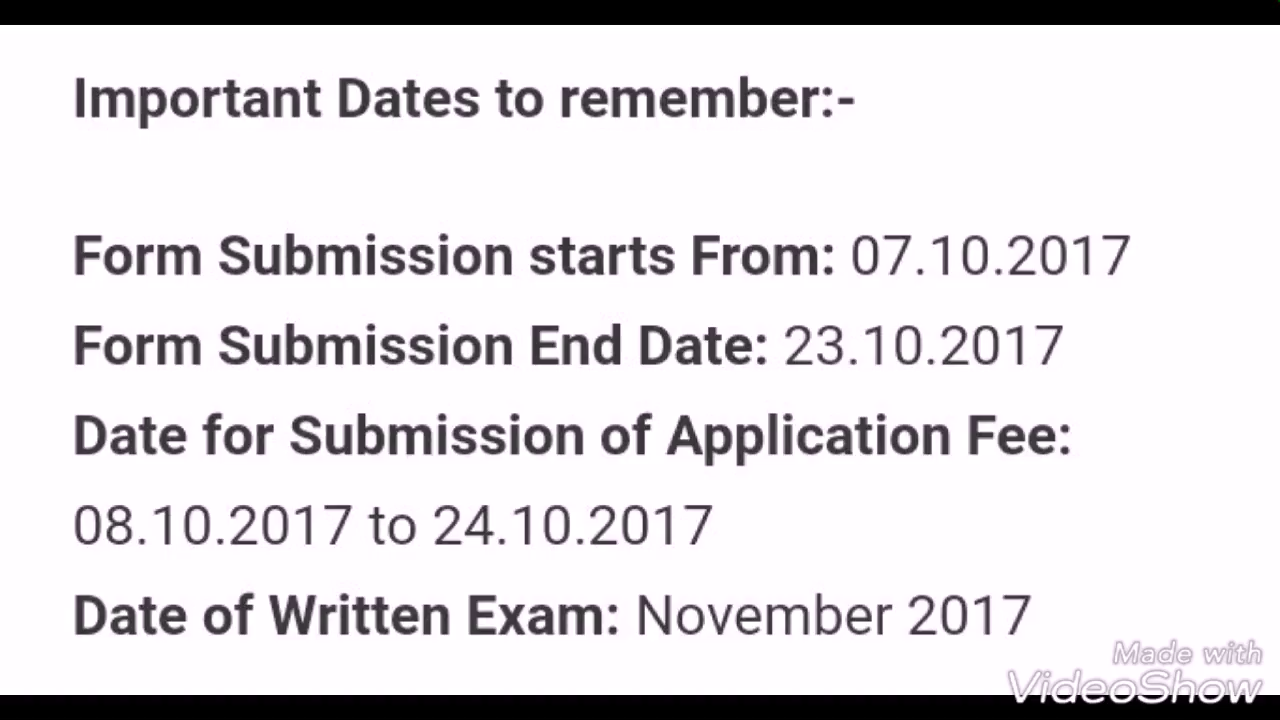 Important Dates to remember:-
Form Submission starts From: 07.10.2017
Form Submission End Date: 23.10.2017
Date for Submission of Application Fee:
08.10.2017 to 24.10.2017
Date of Written Exam: November 2017
Made with
VideoShow